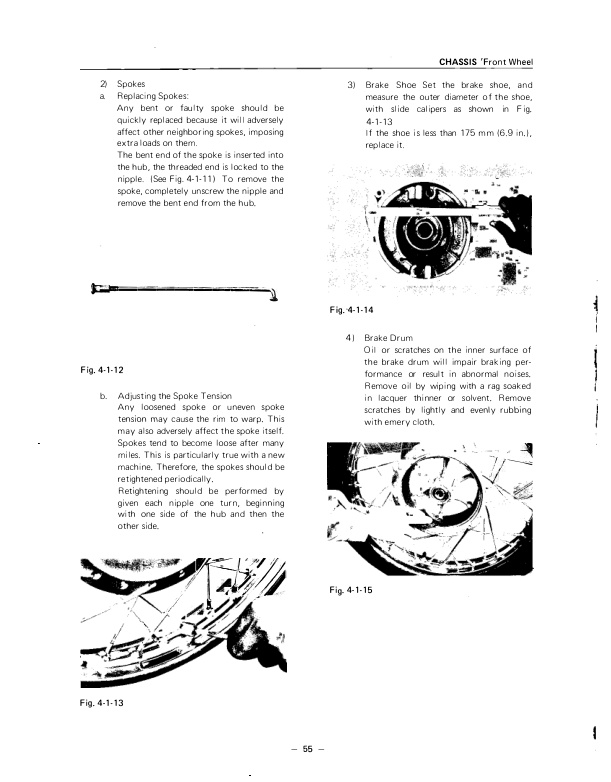 CHASSIS 'Front Wheel
2) Spokes
a. Replacing Spokes:
Any bent or faulty spoke should be
quickly replaced because it will adversely
affect other neighboring spokes, imposing
extra loads on them.
The bent end of the spoke is inserted into
the hub, the threaded end is locked to the
nipple. (See Fig. 4-1-11) To remove the
spoke, completely unscrew the nipple and
remove the bent end from the hub.
Fig. 4-1-12
b. Adjusting the Spoke Tension
Any loosened spoke or uneven spoke
tension may cause the rim to warp. This
may also adversely affect the spoke itself.
Spokes tend to become loose after many
miles. This is particularly true with a new
machine. Therefore, the spokes should be
retightened periodically.
Retightening should be performed by
given each nipple one turn, beginning
with one side of the hub and then the
other side.
Fig. 4-1-13
3) Brake Shoe Set the brake shoe, and
measure the outer diameter of the shoe,
with slide calipers as shown in Fig.
4-1-13
If the shoe is less than 175 mm (6.9 in.),
replace it.
Fig. 4-1-14
4) Brake Drum
Oil or scratches on the inner surface of
the brake drum will impair braking per-
formance or result in abnormal noises.
Remove oil by wiping with a rag soaked
in lacquer thinner or solvent. Remove
scratches by lightly and evenly rubbing
with emery cloth.
Fig. 4-1-15
– 55 –